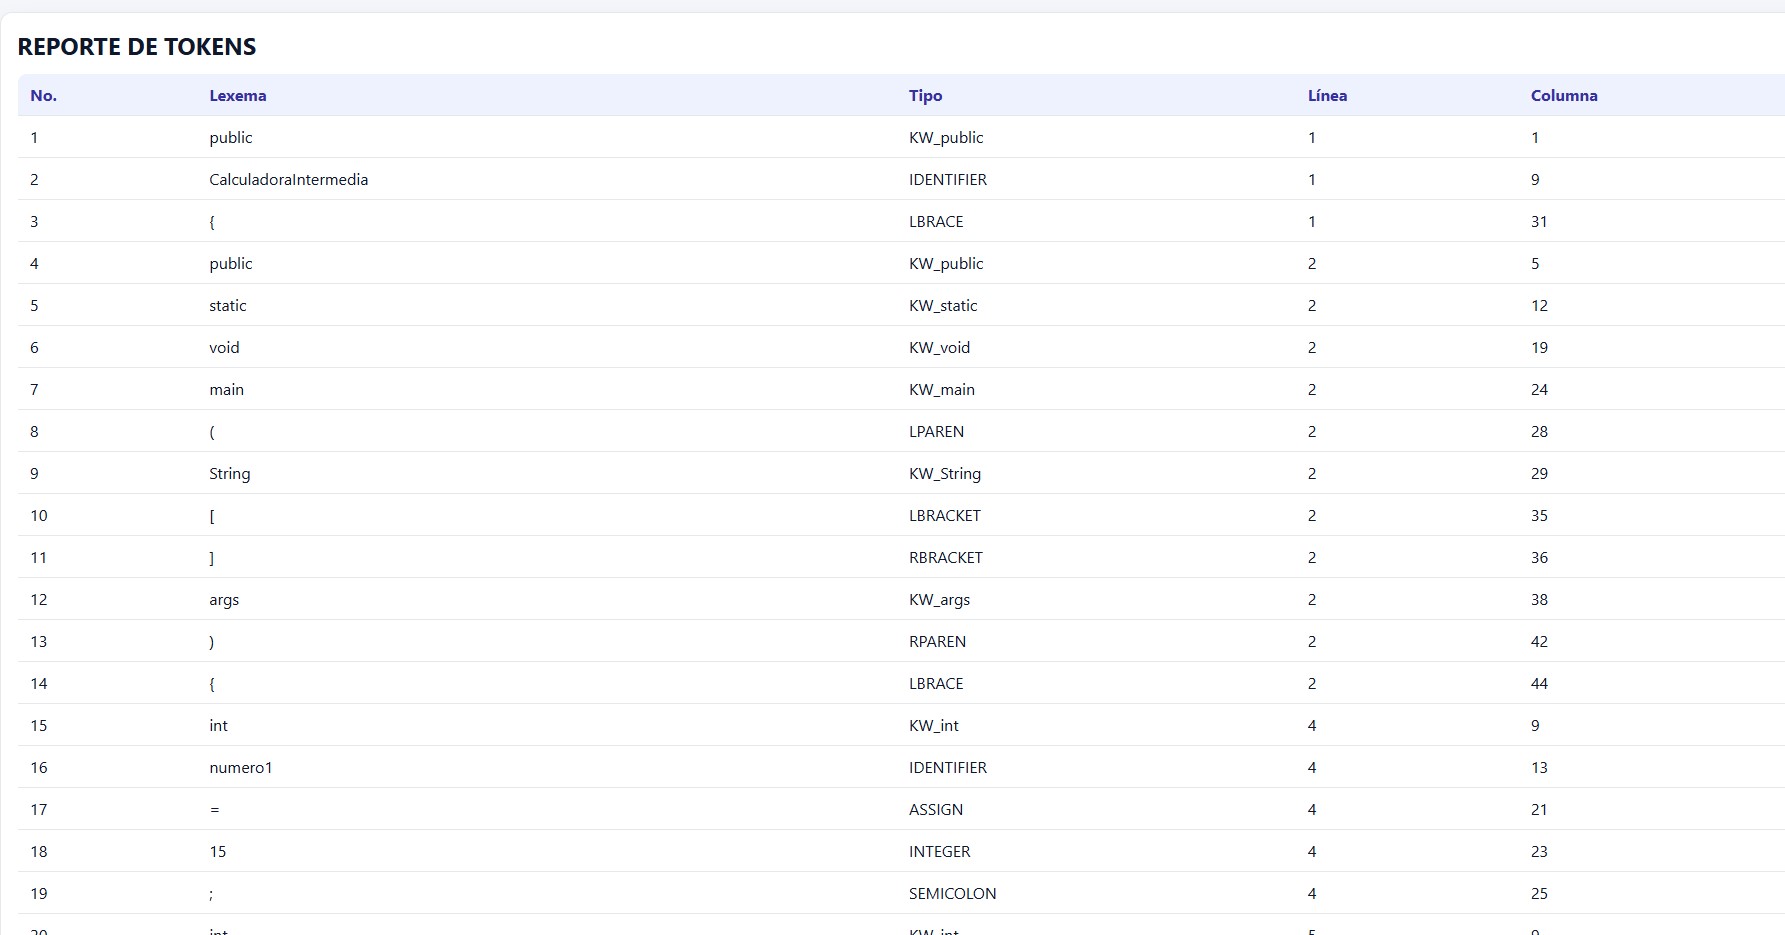 REPORTE DE TOKENS
No. Lexema Tipo Línea Columna
1 public KW_public 1 1
2 CalculadoraIntermedia IDENTIFIER 1 9
3 { LBRACE 1 31
4 public KW_public 2 5
5 static KW_static 2 12
6 void KW_void 2 19
7 main KW_main 2 24
8 ( LPAREN 2 28
9 String KW_String 2 29
10 [ LBRACKET 2 35
11 ] RBRACKET 2 36
12 args KW_args 2 38
13 ) RPAREN 2 42
14 { LBRACE 2 44
15 int KW_int 4 9
16 numero1 IDENTIFIER 4 13
17 = ASSIGN 4 21
18 15 INTEGER 4 23
19 ; SEMICOLON 4 25
20 int KW_int 5 9